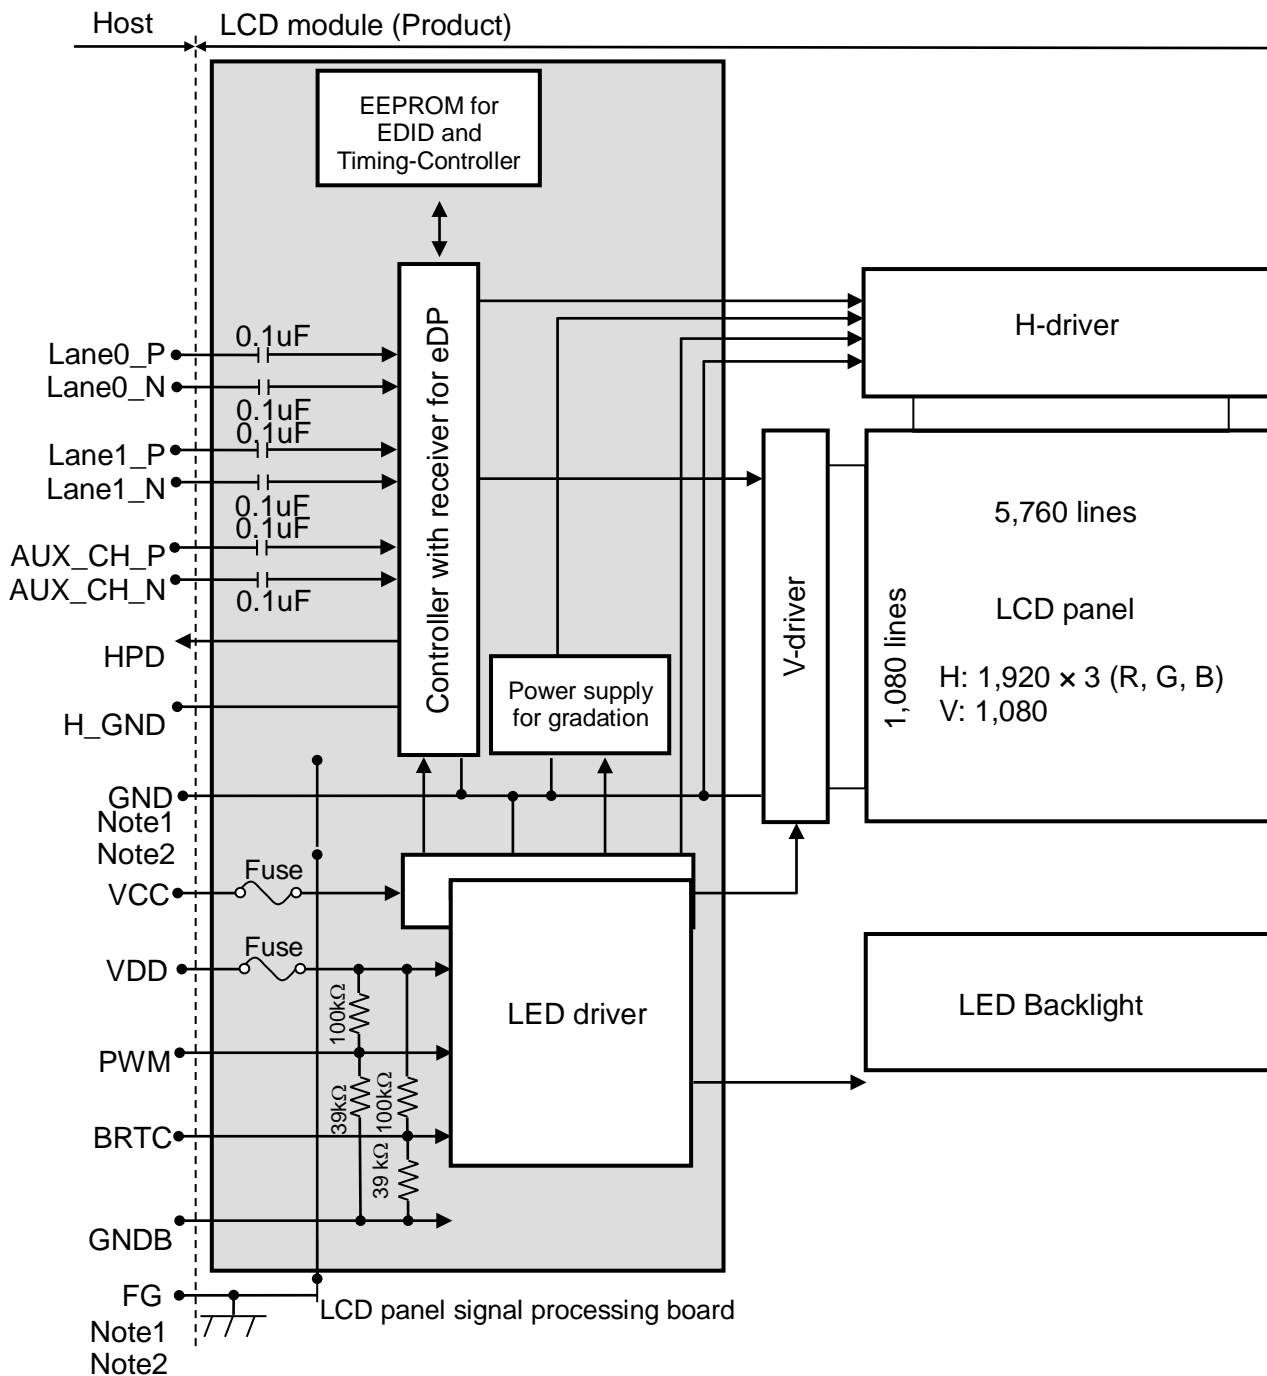 Host
LCD module (Product)
EEPROM for
EDID and
Timing-Controller
Controller with receiver for eDP
H-driver
0.1uF
Lane0_P
Lane0_N
0.1uF
0.1uF
Lane1_P
Lane1_N
0.1uF
0.1uF
AUX_CH_P
AUX_CH_N
0.1uF
HPD
H_GND
Power supply
for gradation
V-driver
5,760 lines
1,080 lines
LCD panel
H: 1,920 × 3 (R, G, B)
V: 1,080
GND
Note1
Note2
VCC
Fuse
VDD
Fuse
100kΩ
PWM
39kΩ
100kΩ
BRTC
39 kΩ
GNDB
LED driver
LED Backlight
FG
Note1
Note2
LCD panel signal processing board